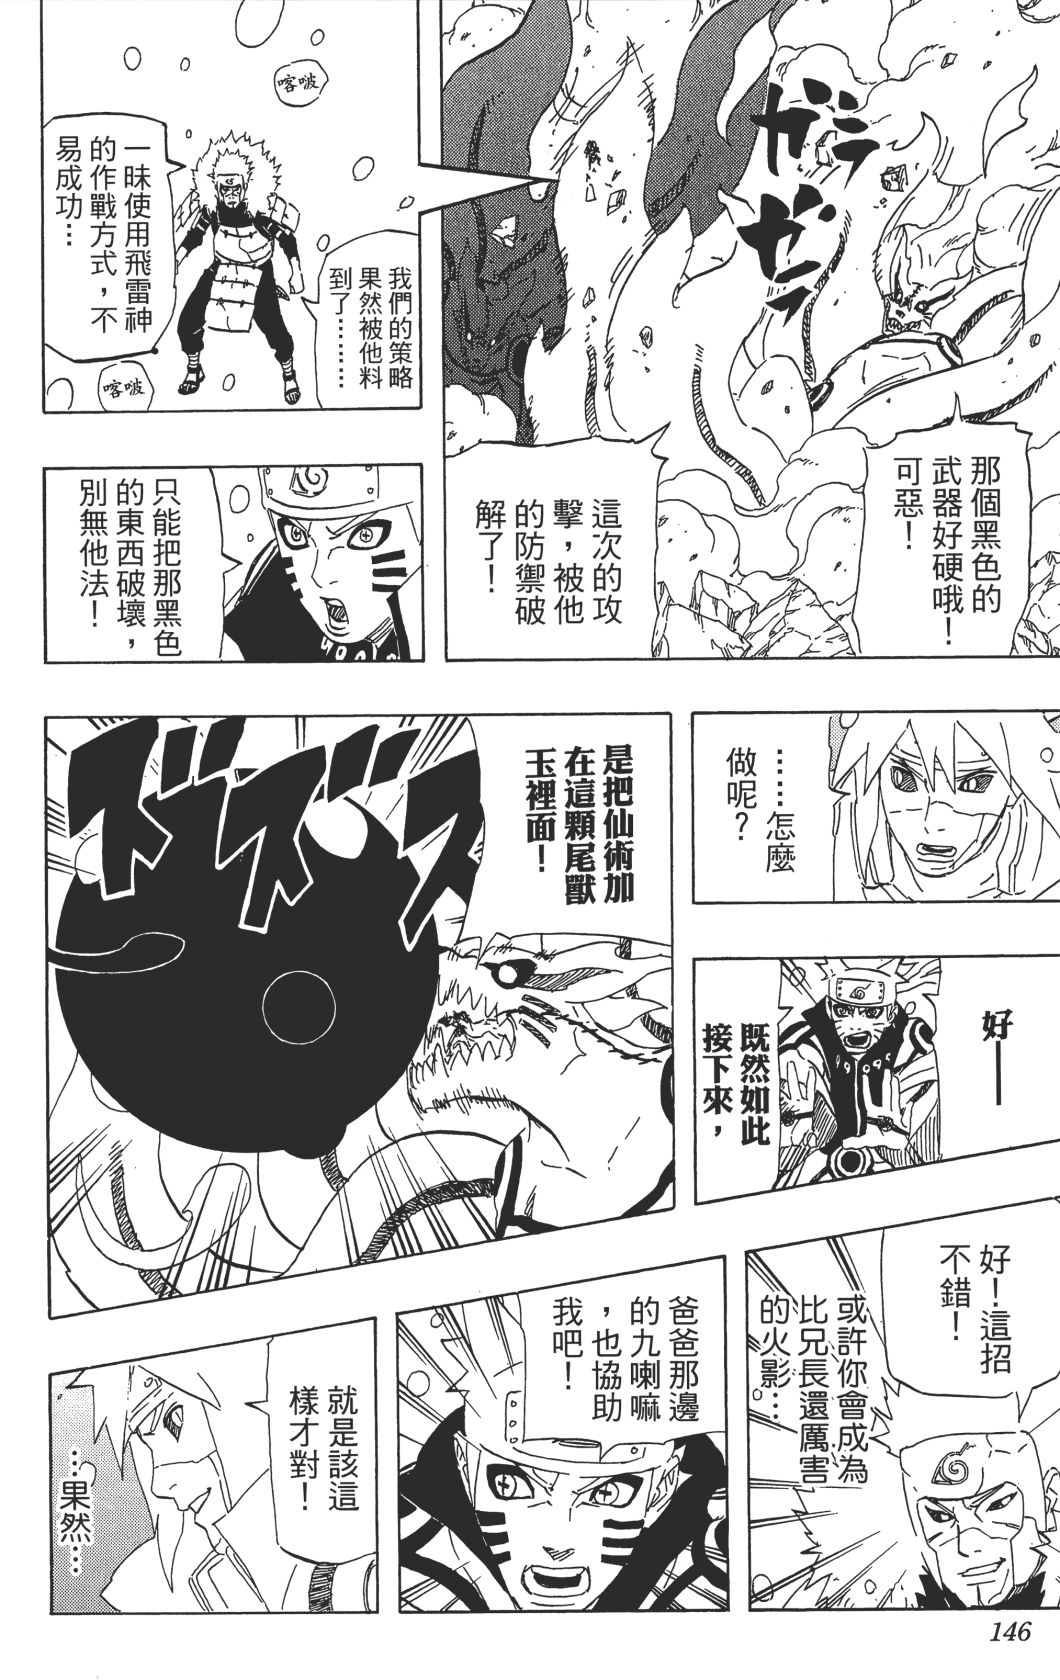 ガラ
ガゼゼ
那個黑色的
武器好硬哦！
可惡！
這次的攻
擊，被他
的防禦破
解了！
喀啵
我們的策略
果然被他料
到了………
一昧使用飛雷神
的作戰方式，不
易成功…
喀啵
只能把那黑色
的東西破壞，
別無他法！
……怎麼
做呢？
好——
既然如此
接下來，
是把仙術加
在這顆尾獸
玉裡面！
ズズズズ
好！這招
不錯！
或許你會成為
比兄長還厲害
的火影…
爸爸那邊
的九喇嘛
，也協助
我吧！
就是該這
樣才對！
…果然…
146